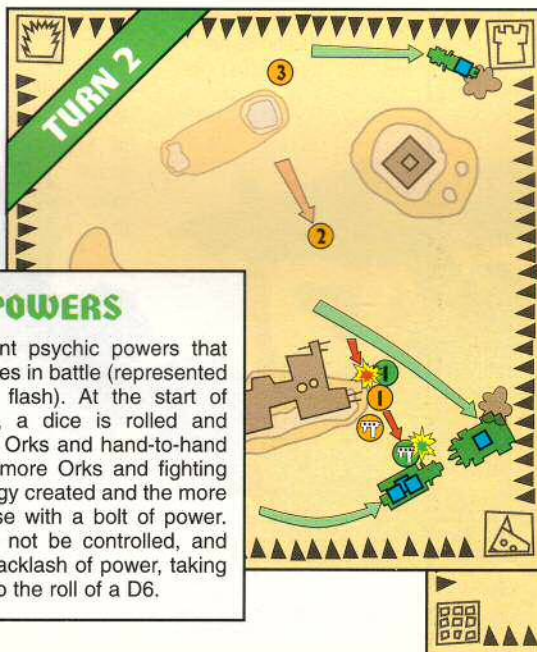 TURN 2
3
2
1
1
POWERS
nt psychic powers that
es in battle (represented
flash). At the start of
, a dice is rolled and
Orks and hand-to-hand
more Orks and fighting
gy created and the more
se with a bolt of power.
not be controlled, and
acklash of power, taking
o the roll of a D6.